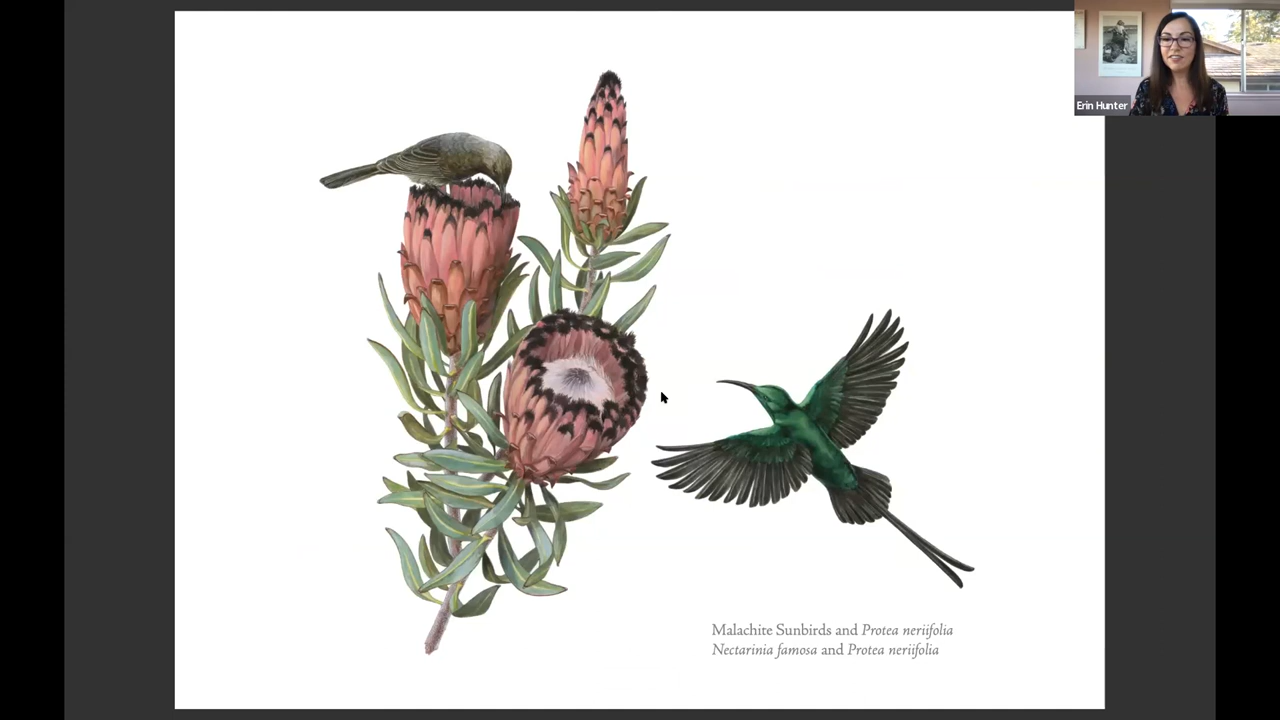 Erin Hunter
Malachite Sunbirds and Protea neriifolia
Nectarinia famosa and Protea neriifolia